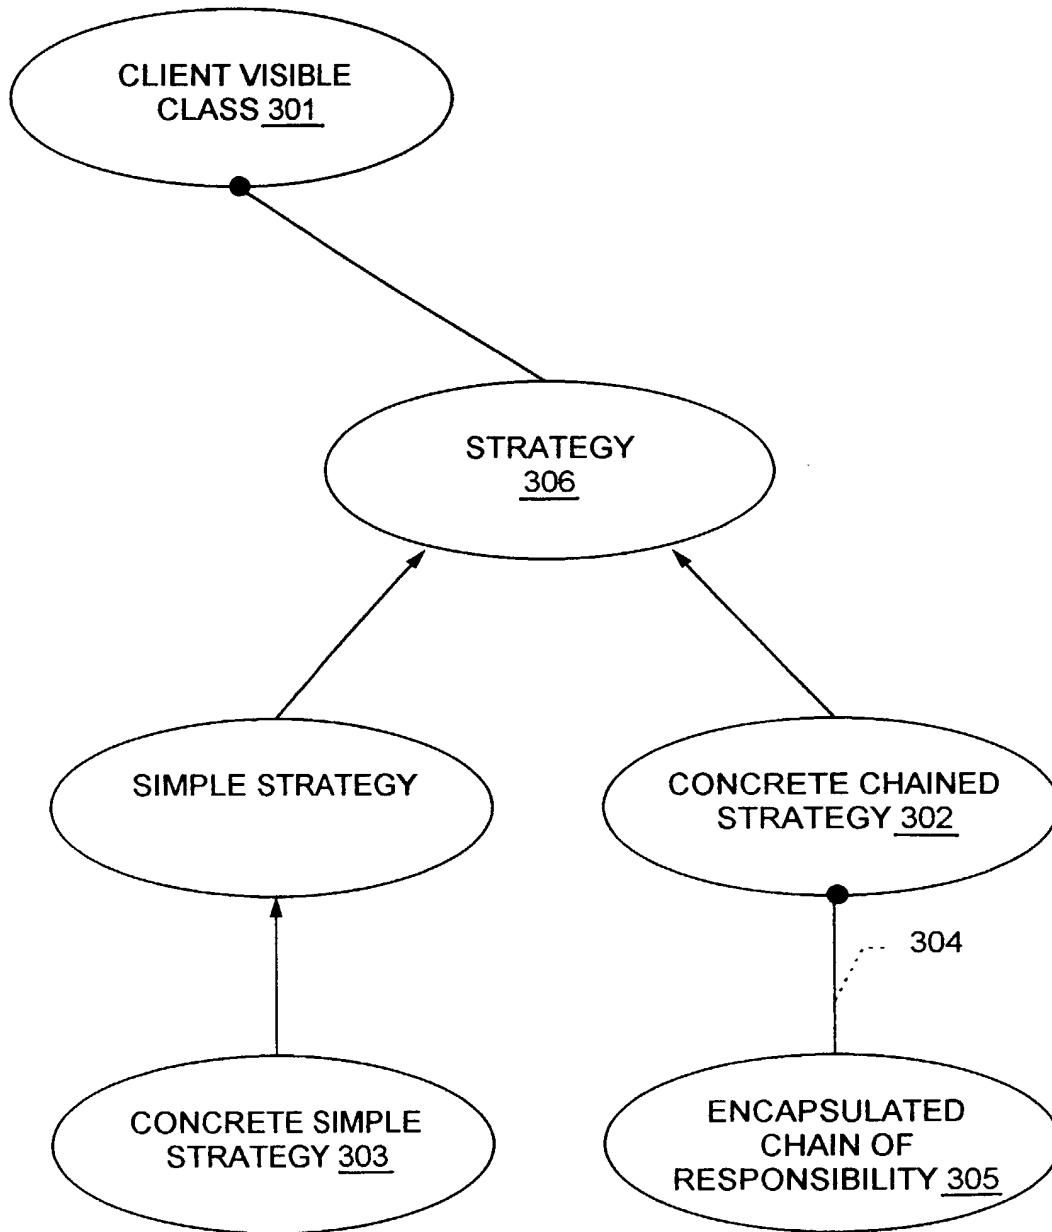 CLIENT VISIBLE
CLASS 301
STRATEGY
306
SIMPLE STRATEGY
CONCRETE CHAINED
STRATEGY 302
304
CONCRETE SIMPLE
STRATEGY 303
ENCAPSULATED
CHAIN OF
RESPONSIBILITY 305